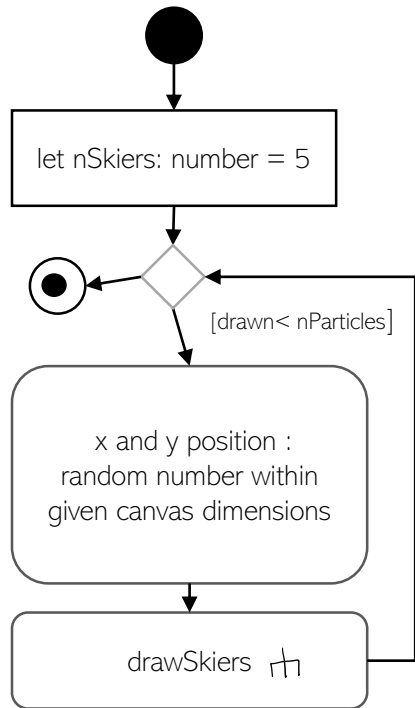 let nSkiers: number = 5
[drawn< nParticles]
x and y position :
random number within
given canvas dimensions
drawSkiers